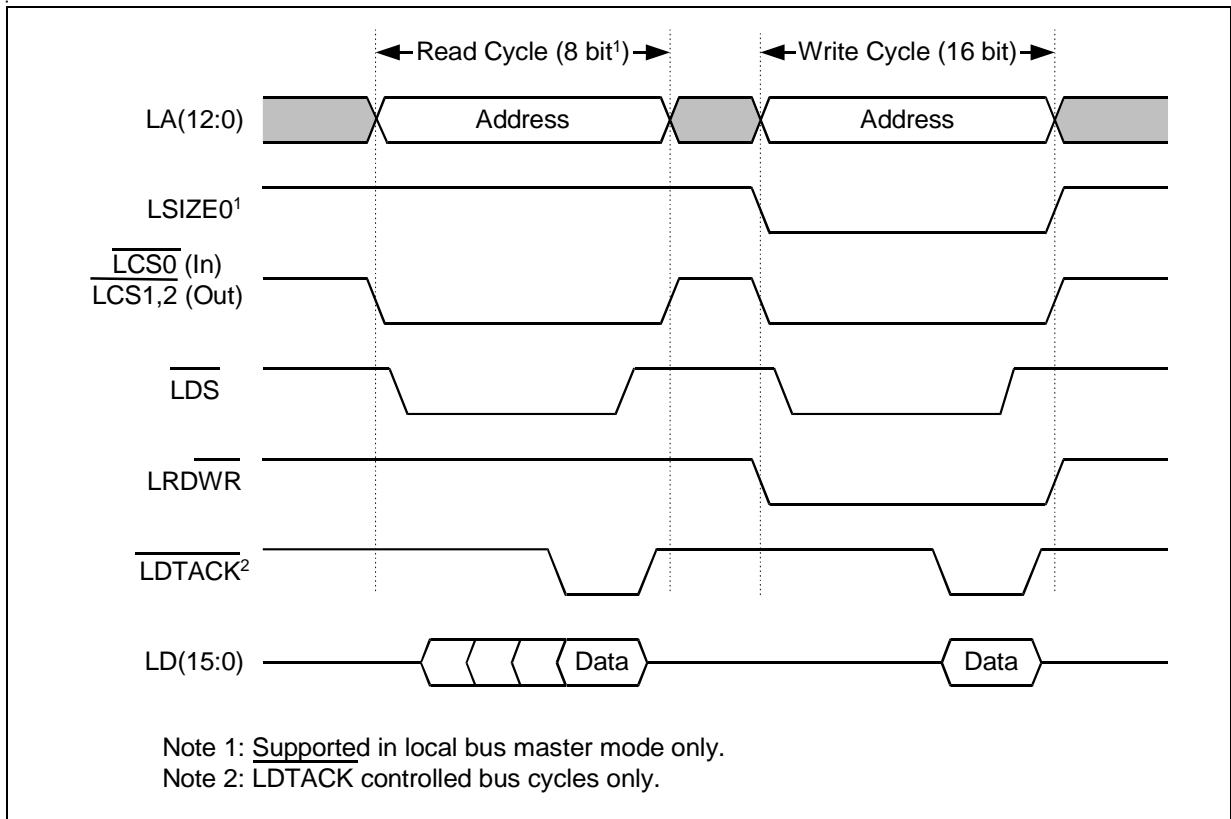 Read Cycle (8 bit¹)
Write Cycle (16 bit)
LA(12:0)
Address
Address
LSIZE0¹
LCS0 (In)
LCS1,2 (Out)
LDS
LRDWR
LDTACK²
LD(15:0)
Data
Data
Note 1: Supported in local bus master mode only.
Note 2: LDTACK controlled bus cycles only.